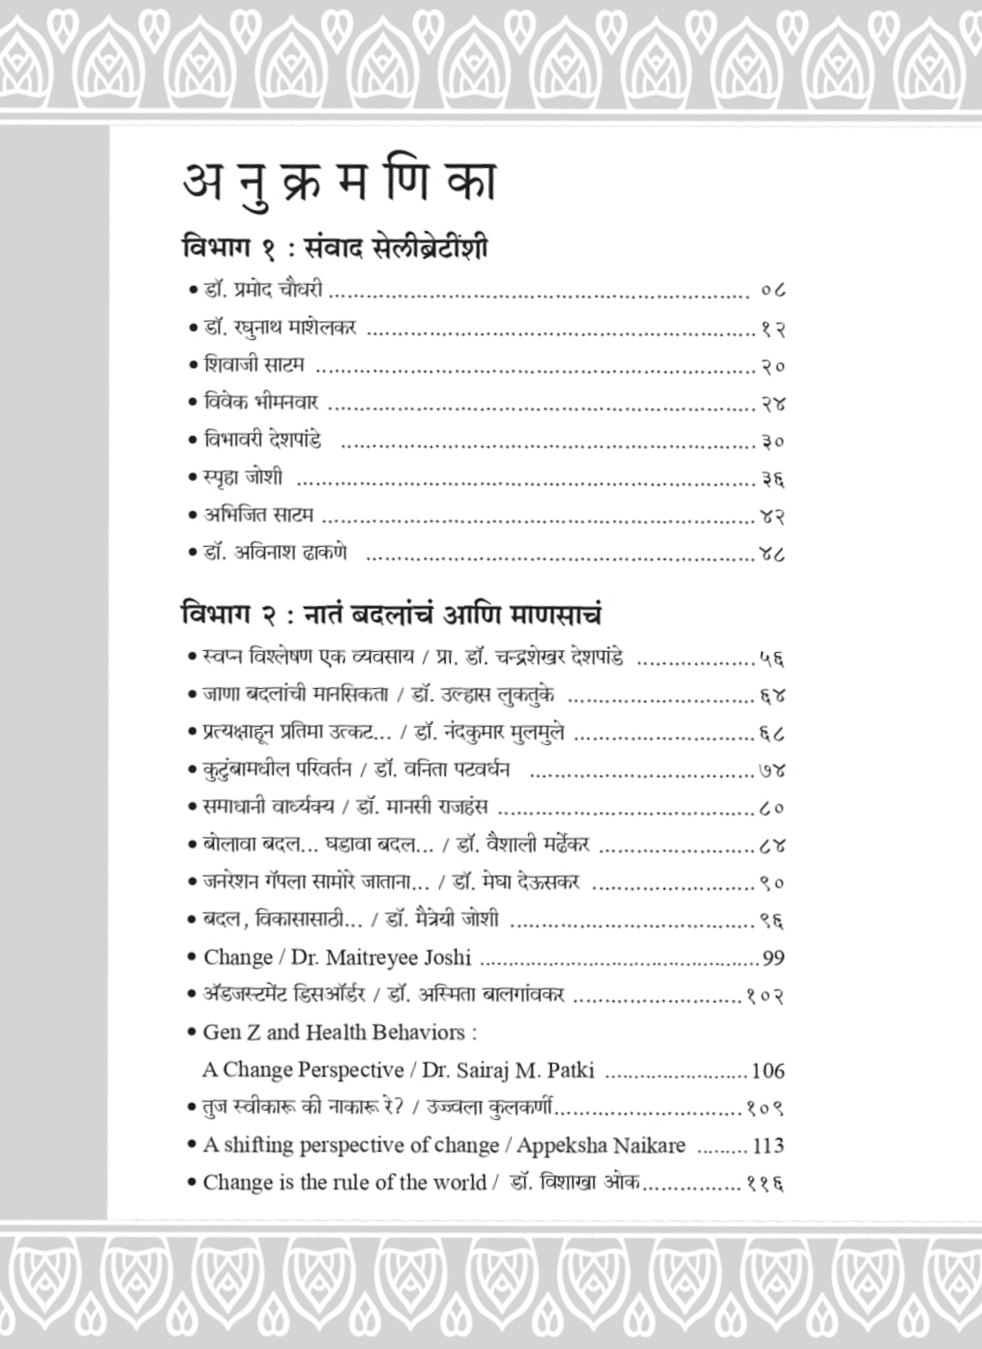 अनुक्रमणिका
विभाग १ : संवाद सेलीब्रेटींशी
• डॉ. प्रमोद चौधरी ........ ०८
• डॉ. रघुनाथ माशेलकर ........ १२
• शिवाजी साटम ........ २०
• विवेक भीमनवार ........ २४
• विभावरी देशपांडे ........ ३०
• स्पृहा जोशी ........ ३६
• अभिजित साटम ........ ४२
• डॉ. अविनाश ढाकणे ........ ४८
विभाग २ : नातं बदलांचं आणि माणसाचं
• स्वप्न विश्लेषण एक व्यवसाय / प्रा. डॉ. चन्द्रशेखर देशपांडे ........ ५६
• जाणा बदलांची मानसिकता / डॉ. उल्हास लुकतुके ........ ६४
• प्रत्यक्षाहून प्रतिमा उत्कट... / डॉ. नंदकुमार मुलमुले ........ ६८
• कुटुंबामधील परिवर्तन / डॉ. वनिता पटवर्धन ........ ७४
• समाधानी वार्ध्यक्य / डॉ. मानसी राजहंस ........ ८०
• बोलावा बदल... घडावा बदल... / डॉ. वैशाली मर्ढेकर ........ ८४
• जनरेशन गॅपला सामोरे जाताना... / डॉ. मेघा देऊसकर ........ ९०
• बदल, विकासासाठी... / डॉ. मैत्रेयी जोशी ........ ९६
• Change / Dr. Maitreyee Joshi ........ 99
• ॲडजस्टमेंट डिसऑर्डर / डॉ. अस्मिता बालगांवकर ........ १०२
• Gen Z and Health Behaviors :
A Change Perspective / Dr. Sairaj M. Patki ........ 106
• तुज स्वीकारू की नाकारू रे? / उज्ज्वला कुलकर्णी ........ १०९
• A shifting perspective of change / Appeksha Naikare ........ 113
• Change is the rule of the world / डॉ. विशाखा ओक ........ ११६